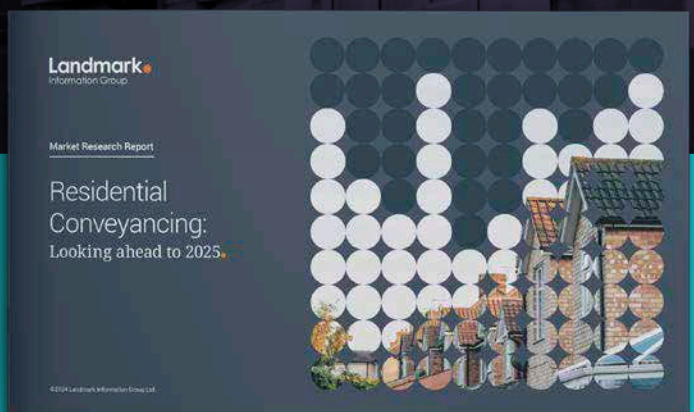 Landmark
Information Group
Market Research Report
Residential
Conveyancing:
Looking ahead to 2025.
©2024 Landmark Information Group Ltd.